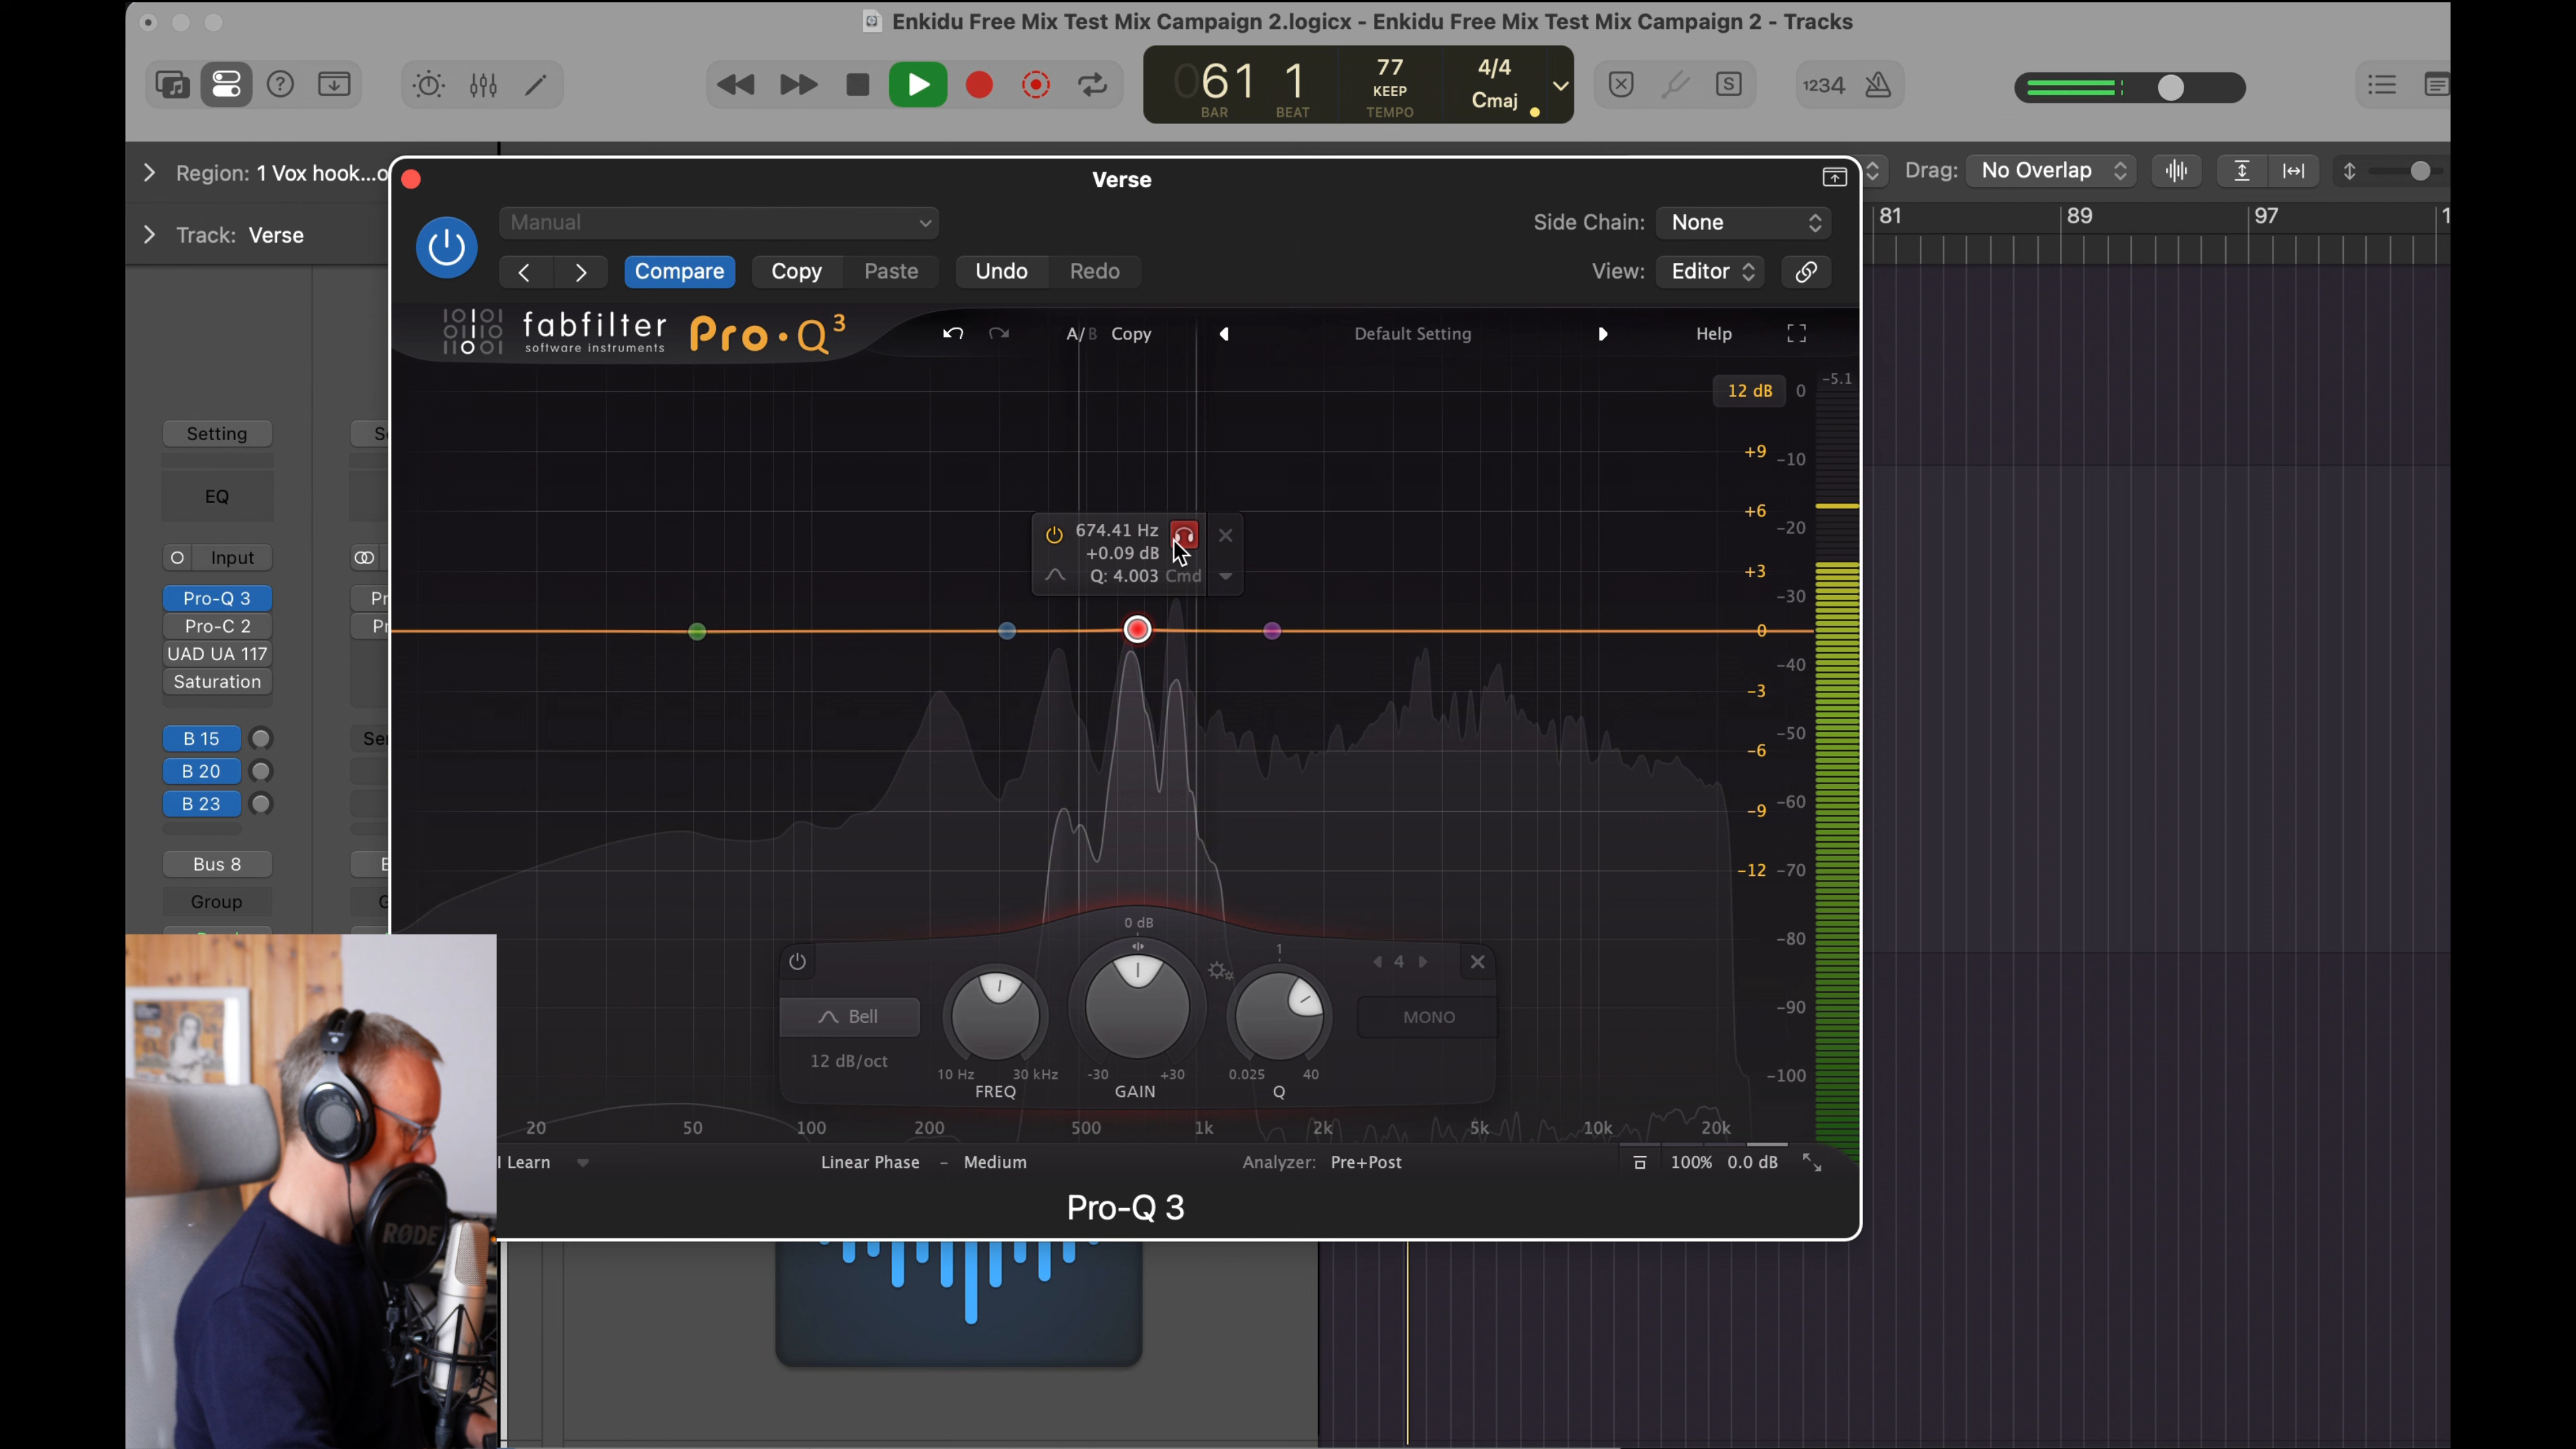 Enkidu Free Mix Test Mix Campaign 2.logicx - Enkidu Free Mix Test Mix Campaign 2 - Tracks
061 1
BAR BEAT
77
KEEP
TEMPO
4/4
Cmaj
S
1234
Region: 1 Vox hook...o
Track: Verse
Drag: No Overlap
81 89 97 1
Verse
Manual
Side Chain: None
Compare Copy Paste Undo Redo
View: Editor
fabfilter
software instruments
Pro·Q 3
A/B Copy
Default Setting
Help
12 dB 0 -5.1
+9 -10
+6 -20
+3 -30
0
-40
-3
-50
-6
-60
-9
-12 -70
-80
-90
-100
674.41 Hz
+0.09 dB
Q: 4.003 Cmd
Setting
EQ
Input
Pro-Q 3
Pro-C 2
UAD UA 117
Saturation
B 15
B 20
B 23
Bus 8
Group
0 dB
1
4
Bell
12 dB/oct
10 Hz 30 kHz
FREQ
-30 +30
GAIN
0.025 40
Q
MONO
20 50 100 200 500 1k 2k 5k 10k 20k
I Learn
Linear Phase - Medium
Analyzer: Pre+Post
100% 0.0 dB
Pro-Q 3
RØDE